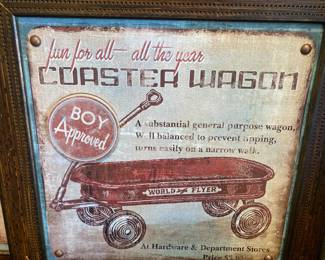 fun for all— all the year
COASTER WAGON
BOY
Approved
A substantial general purpose wagon,
Well balanced to prevent tipping,
turns easily on a narrow walk.
WORLD FLYER
At Hardware & Department Stores
Price